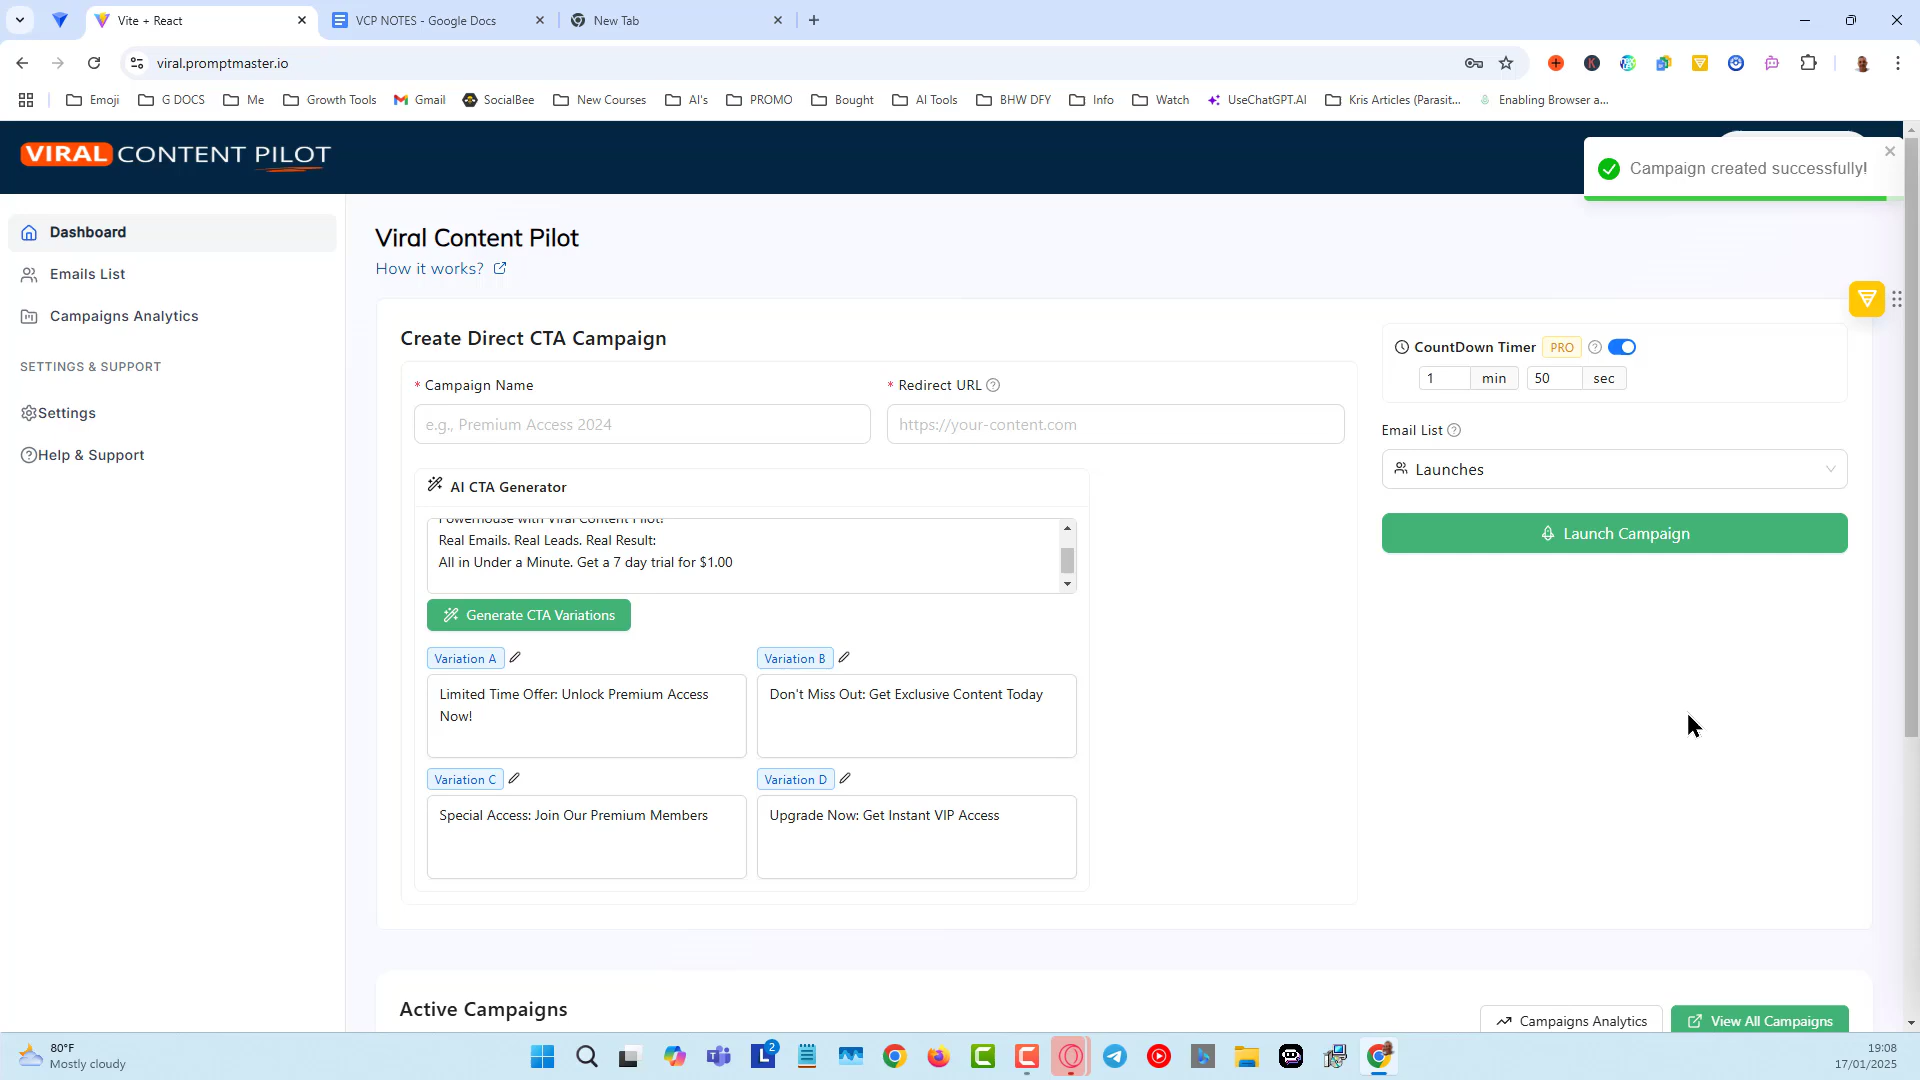 Vite + React
VCP NOTES - Google Docs
New Tab
viral.promptmaster.io
Emoji
G DOCS
Me
Growth Tools
Gmail
SocialBee
New Courses
AI's
PROMO
Bought
AI Tools
BHW DFY
Info
Watch
UseChatGPT.AI
Kris Articles (Parasit...
Enabling Browser a...
VIRAL CONTENT PILOT
Campaign created successfully!
Dashboard
Emails List
Campaigns Analytics
SETTINGS & SUPPORT
Settings
Help & Support
Viral Content Pilot
How it works?
Create Direct CTA Campaign
* Campaign Name
* Redirect URL
e.g., Premium Access 2024
https://your-content.com
AI CTA Generator
Powerhouse with Viral Content Pilot!
Real Emails. Real Leads. Real Result:
All in Under a Minute. Get a 7 day trial for $1.00
Generate CTA Variations
Variation A
Limited Time Offer: Unlock Premium Access
Now!
Variation B
Don't Miss Out: Get Exclusive Content Today
Variation C
Special Access: Join Our Premium Members
Variation D
Upgrade Now: Get Instant VIP Access
CountDown Timer PRO
1 min 50 sec
Email List
Launches
Launch Campaign
Active Campaigns
Campaigns Analytics
View All Campaigns
80°F
Mostly cloudy
2
19:08
17/01/2025